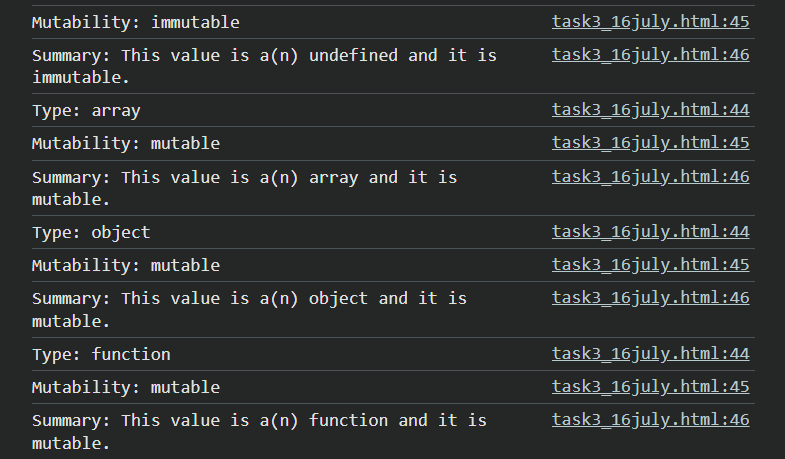 Mutability: immutable task3_16july.html:45
Summary: This value is a(n) undefined and it is task3_16july.html:46
immutable.
Type: array task3_16july.html:44
Mutability: mutable task3_16july.html:45
Summary: This value is a(n) array and it is task3_16july.html:46
mutable.
Type: object task3_16july.html:44
Mutability: mutable task3_16july.html:45
Summary: This value is a(n) object and it is task3_16july.html:46
mutable.
Type: function task3_16july.html:44
Mutability: mutable task3_16july.html:45
Summary: This value is a(n) function and it is task3_16july.html:46
mutable.